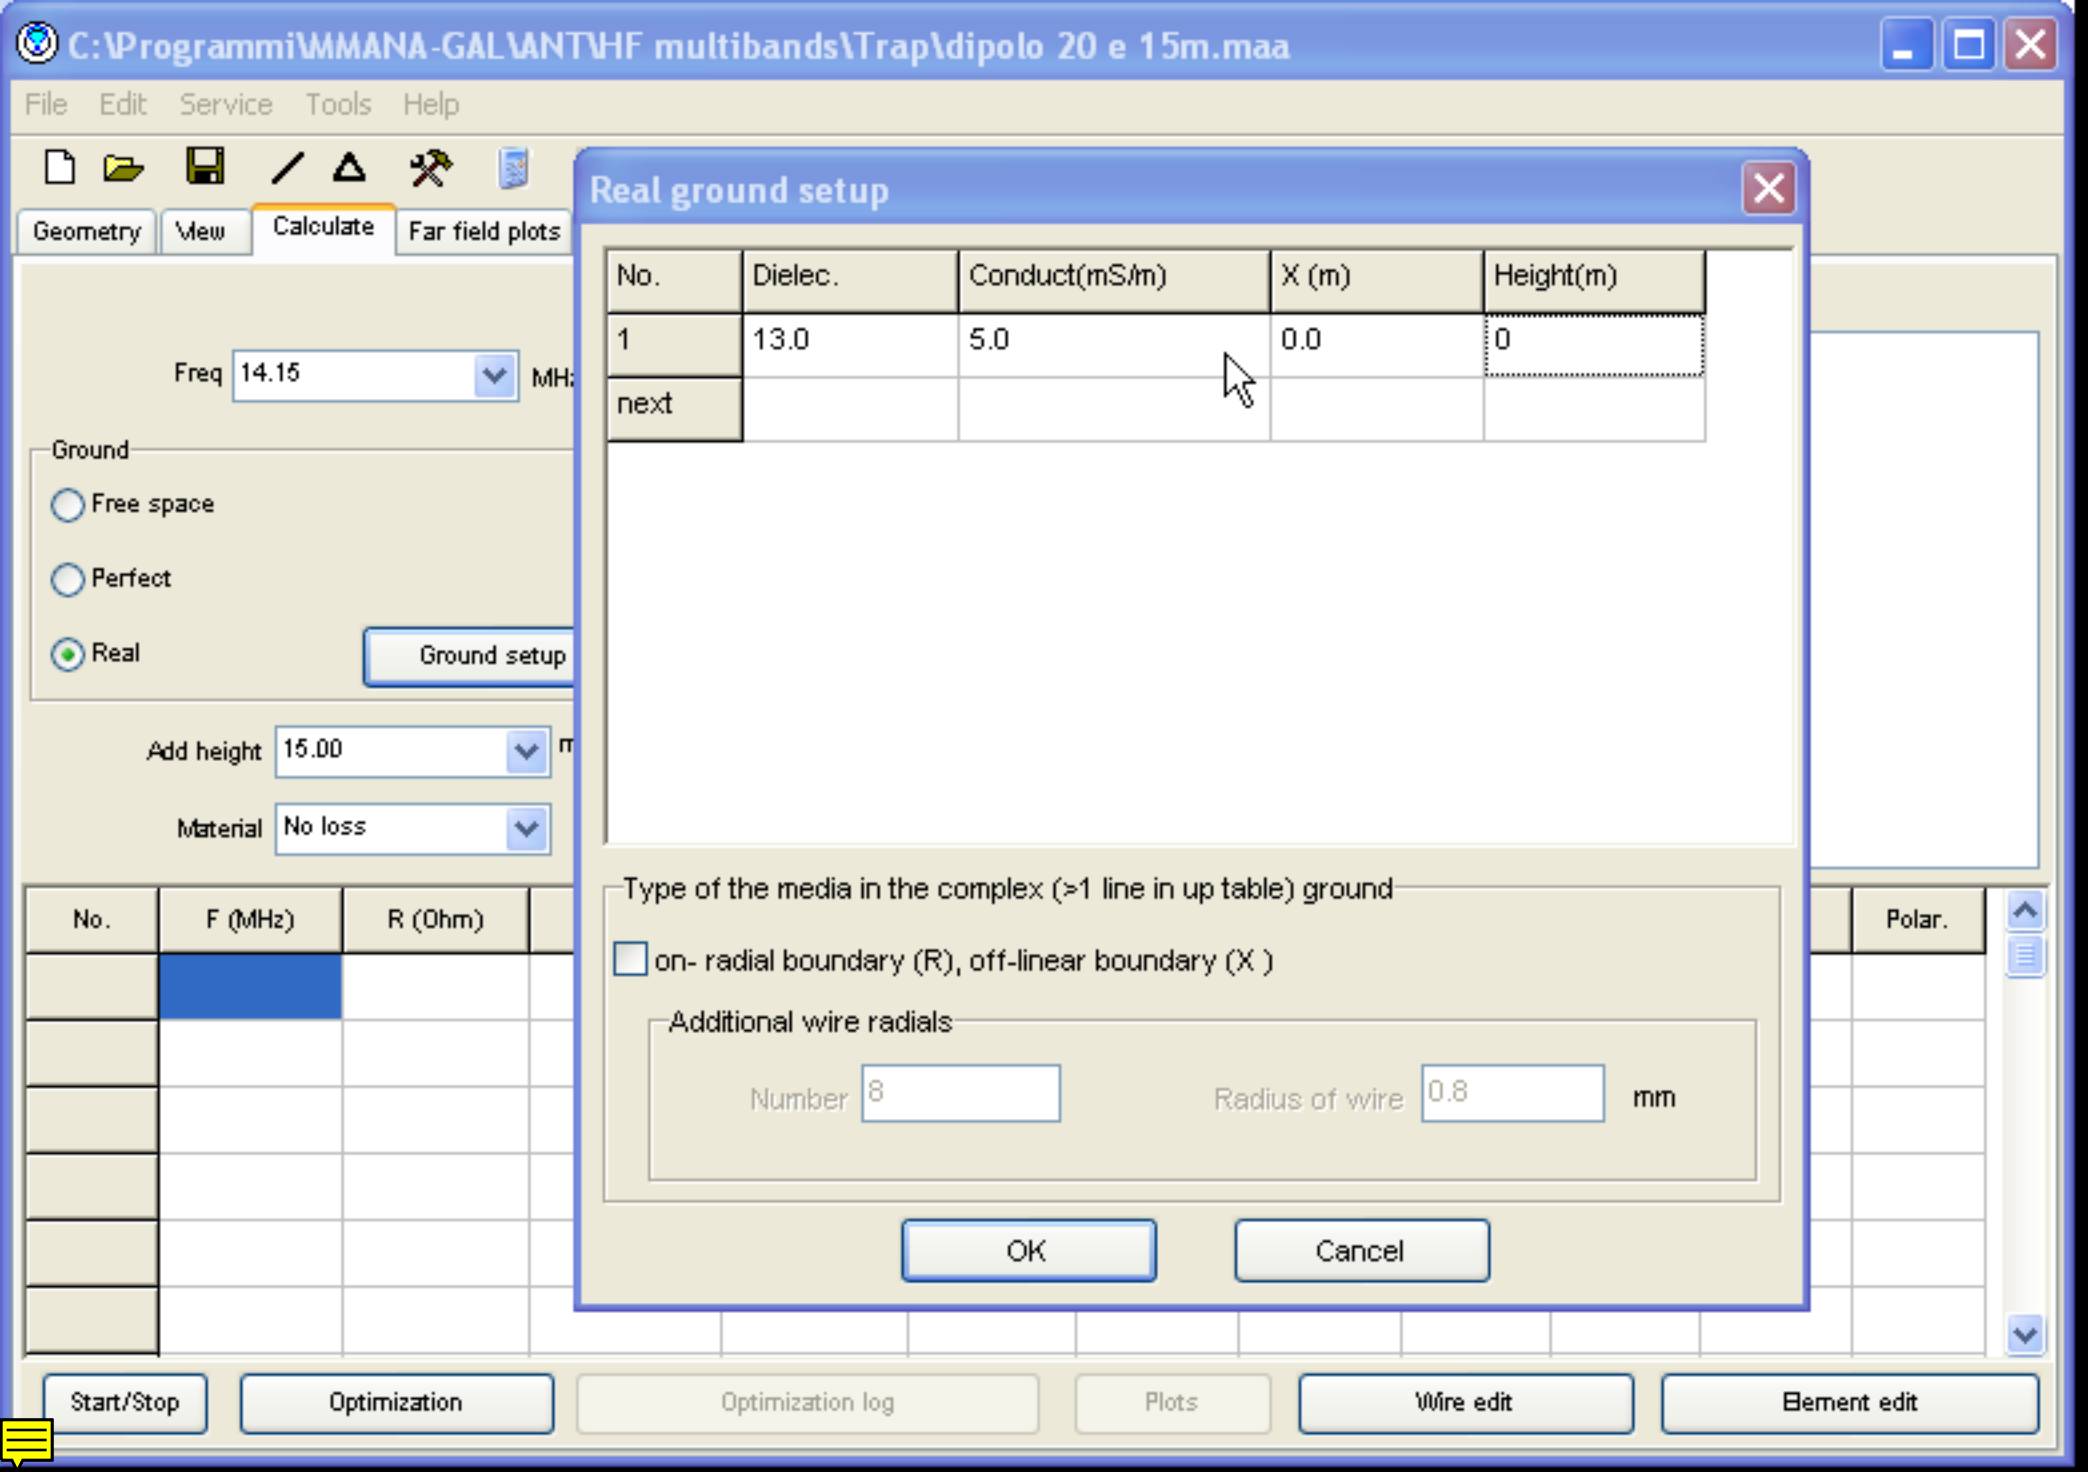 C:\Programmi\MMANA-GAL\ANT\HF multibands\Trap\dipolo 20 e 15m.maa
File Edit Service Tools Help
Geometry View Calculate Far field plots
Freq 14.15 MHz
Ground
Free space
Perfect
Real Ground setup
Add height 15.00 m
Material No loss
No. F (MHz) R (Ohm) Polar.
Real ground setup
No. Dielec. Conduct(mS/m) X (m) Height(m)
1 13.0 5.0 0.0 0
next
Type of the media in the complex (>1 line in up table) ground
on- radial boundary (R), off-linear boundary (X )
Additional wire radials
Number 8 Radius of wire 0.8 mm
OK Cancel
Start/Stop Optimization Optimization log Plots Wire edit Element edit